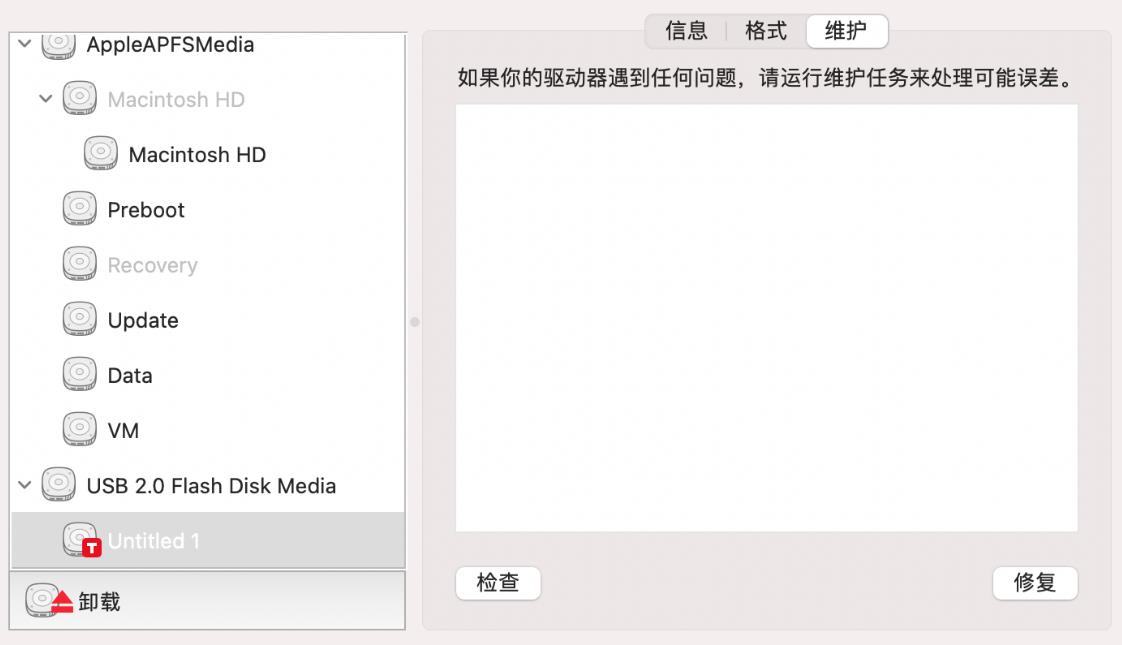 信息
格式
维护
AppleAPFSMedia
如果你的驱动器遇到任何问题，请运行维护任务来处理可能误差。
Macintosh HD
Macintosh HD
Preboot
Recovery
Update
Data
VM
USB 2.0 Flash Disk Media
T
Untitled 1
卸载
检查
修复